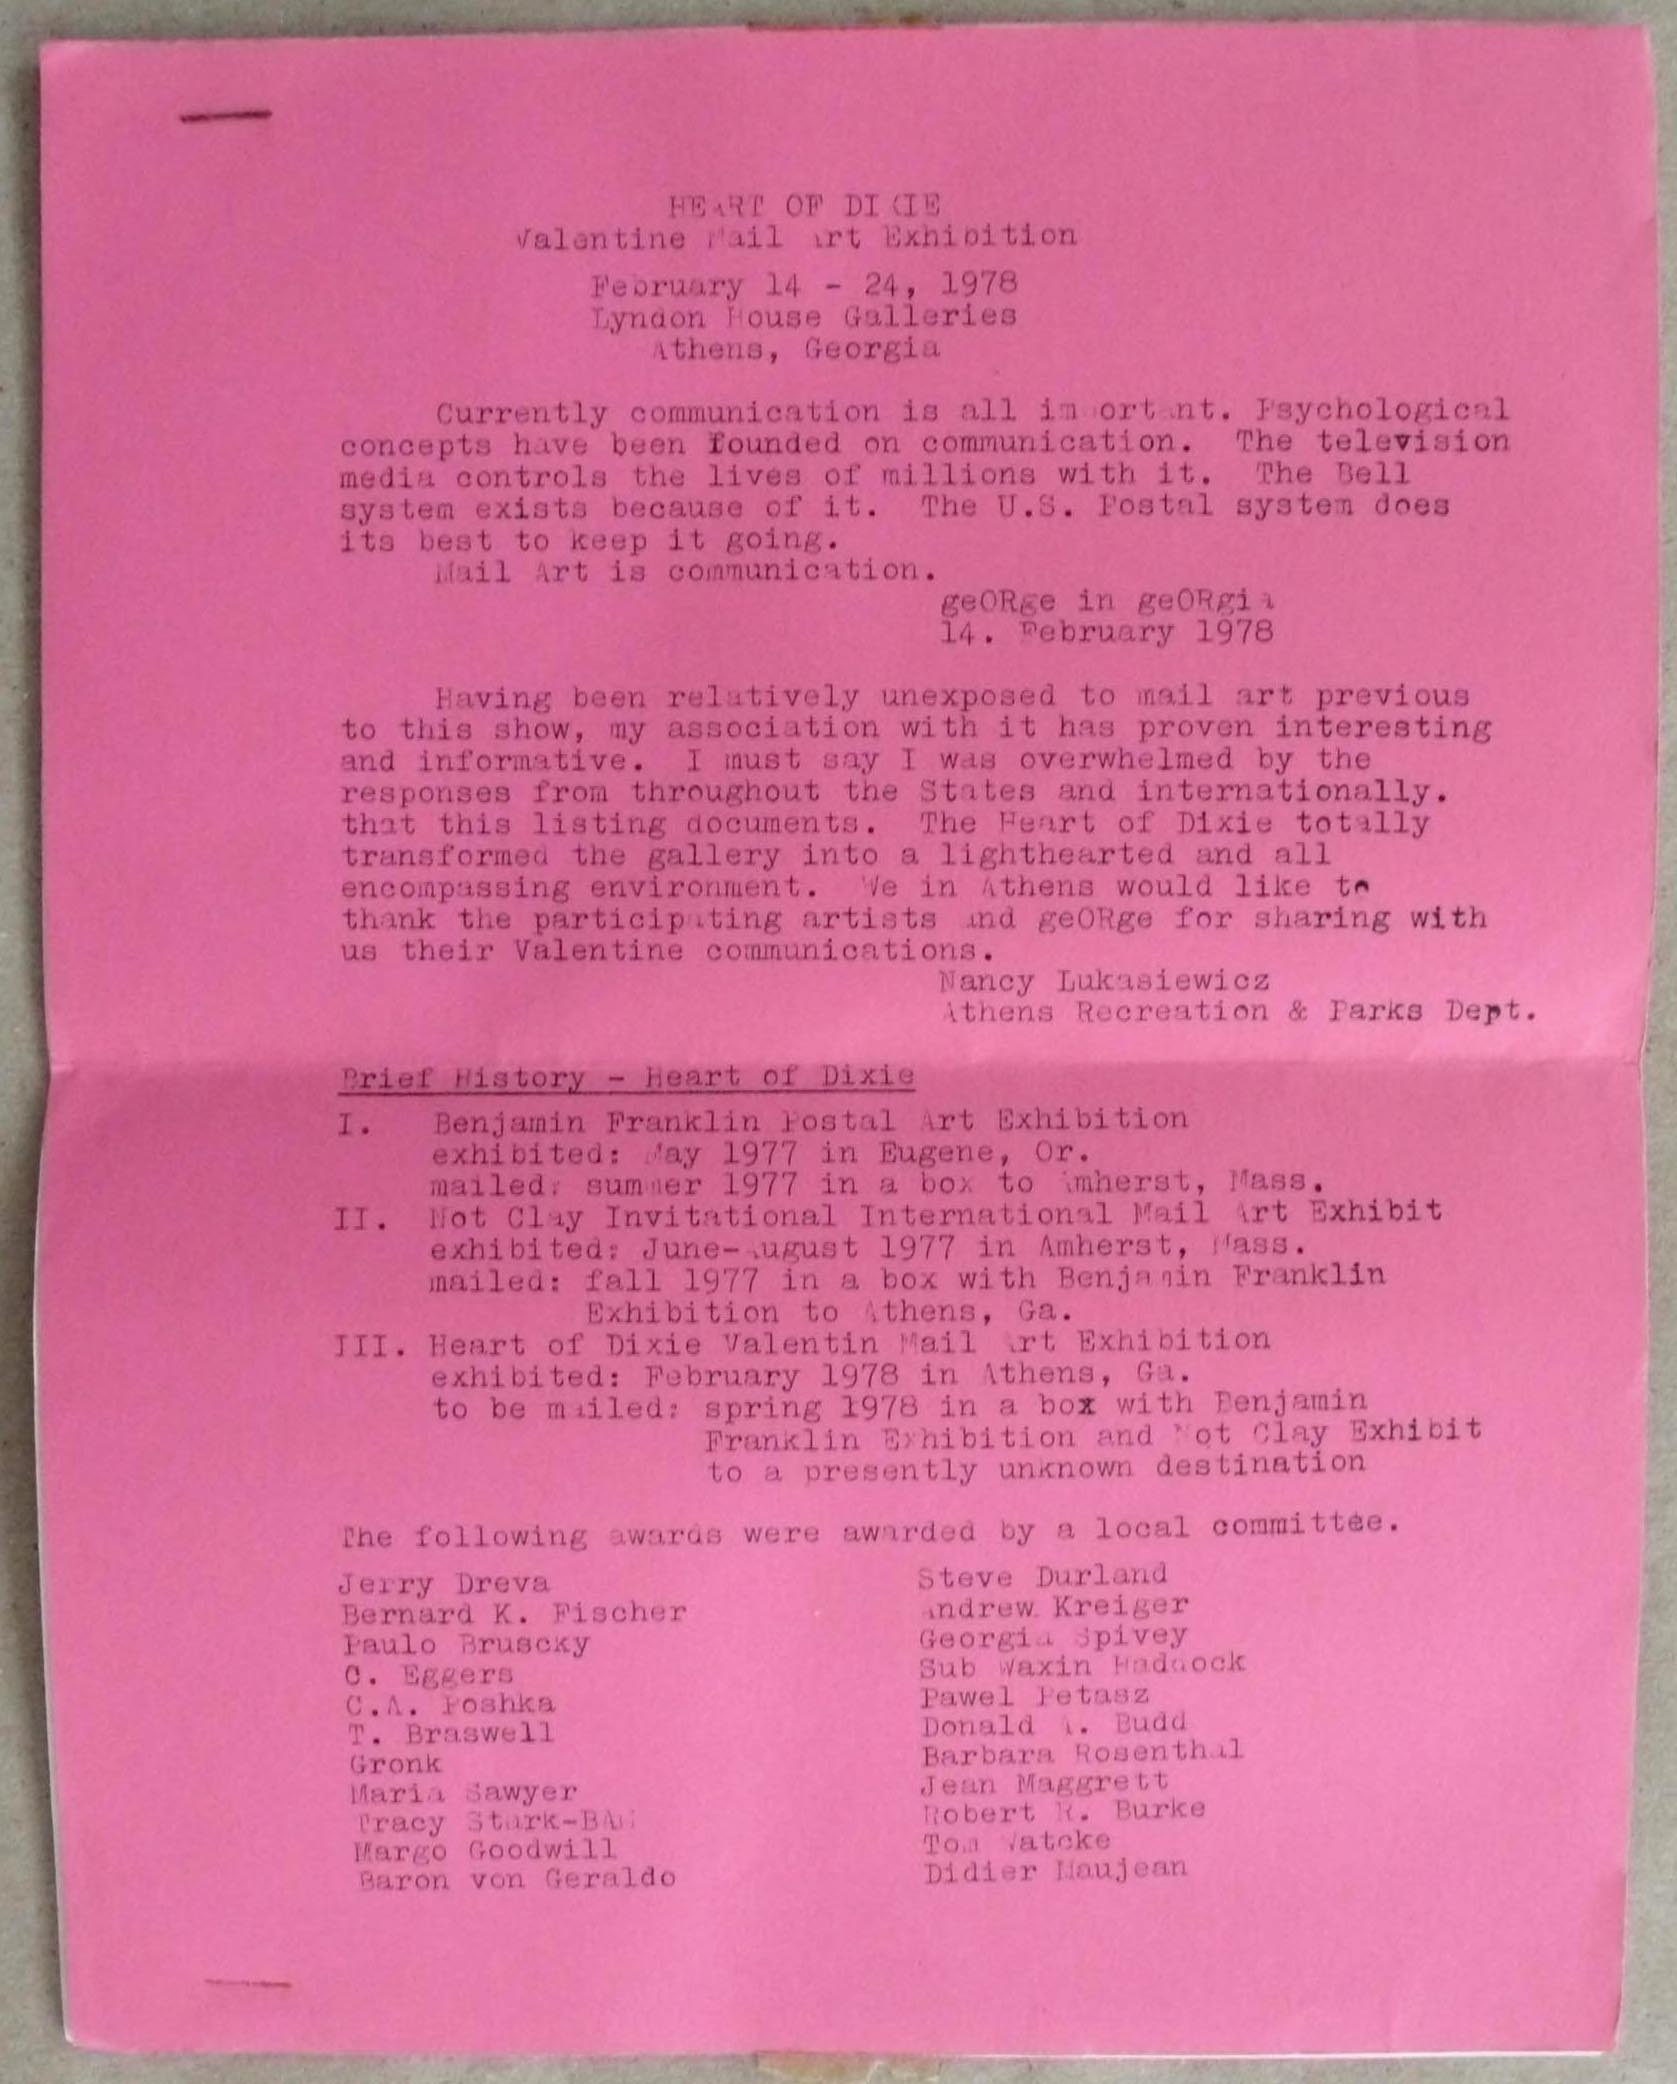 HEART OF DIXIE
Valentine Mail Art Exhibition
February 14 - 24, 1978
Lyndon House Galleries
Athens, Georgia
Currently communication is all important. Psychological
concepts have been founded on communication. The television
media controls the lives of millions with it. The Bell
system exists because of it. The U.S. Postal system does
its best to keep it going.
Mail Art is communication.
geORge in geORgia
14. February 1978
Having been relatively unexposed to mail art previous
to this show, my association with it has proven interesting
and informative. I must say I was overwhelmed by the
responses from throughout the States and internationally.
that this listing documents. The Heart of Dixie totally
transformed the gallery into a lighthearted and all
encompassing environment. We in Athens would like to
thank the participating artists and geORge for sharing with
us their Valentine communications.
Nancy Lukasiewicz
Athens Recreation & Parks Dept.
Brief History - Heart of Dixie
I. Benjamin Franklin Postal Art Exhibition
exhibited: May 1977 in Eugene, Or.
mailed: summer 1977 in a box to Amherst, Mass.
II. Not Clay Invitational International Mail Art Exhibit
exhibited: June-August 1977 in Amherst, Mass.
mailed: fall 1977 in a box with Benjamin Franklin
Exhibition to Athens, Ga.
III. Heart of Dixie Valentin Mail Art Exhibition
exhibited: February 1978 in Athens, Ga.
to be mailed: spring 1978 in a box with Benjamin
Franklin Exhibition and Not Clay Exhibit
to a presently unknown destination
The following awards were awarded by a local committee.
Jerry Dreva
Bernard K. Fischer
Paulo Bruscky
C. Eggers
C.A. Poshka
T. Braswell
Gronk
Maria Sawyer
Tracy
Margo Goodwill
Baron von Geraldo
Steve Durland
Andrew Kreiger
Georgia Spivey
Sub Waxin Haddock
Pawel Petasz
Donald A. Budd
Barbara Rosenthal
Jean Maggrett
Robert R. Burke
Tom Watcke
Didier Maujean